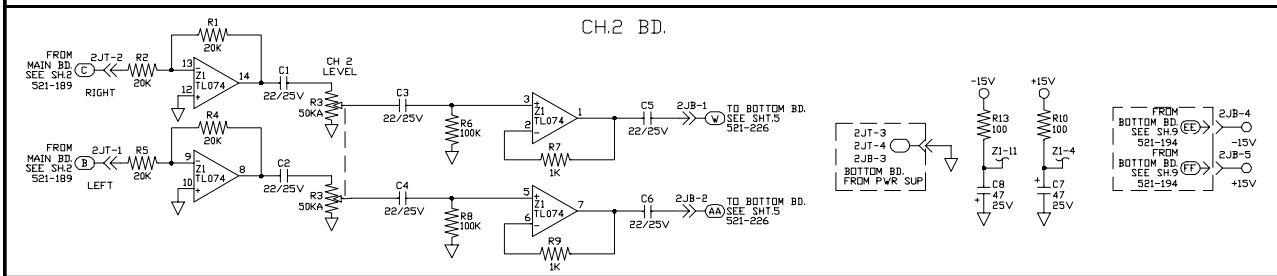 CH.2 BD.
FROM
MAIN BD.
SEE SH.2
521-189
C
2JT-2
RIGHT
R2
20K
R1
20K
13
12
-
+
Z1
TL074
14
C1
22/25V
CH 2
LEVEL
R3
50KA
C3
22/25V
R6
100K
3
2
+
-
Z1
TL074
1
R7
1K
C5
22/25V
2JB-1
W
TO BOTTOM BD.
SEE SHT.5
521-226
FROM
MAIN BD.
SEE SH.2
521-189
B
2JT-1
LEFT
R5
20K
R4
20K
9
10
-
+
Z1
TL074
8
C2
22/25V
R3
50KA
C4
22/25V
R8
100K
5
6
+
-
Z1
TL074
7
R9
1K
C6
22/25V
2JB-2
AA
TO BOTTOM BD.
SEE SHT.5
521-226
2JT-3
2JT-4
2JB-3
BOTTOM BD.
FROM PWR SUP
-15V
R13
100
Z1-11
C8
47
25V
+
+15V
R10
100
Z1-4
+
C7
47
25V
FROM
BOTTOM BD.
SEE SH.9
521-194
EE
2JB-4
-15V
FROM
BOTTOM BD.
SEE SH.9
521-194
FF
2JB-5
+15V